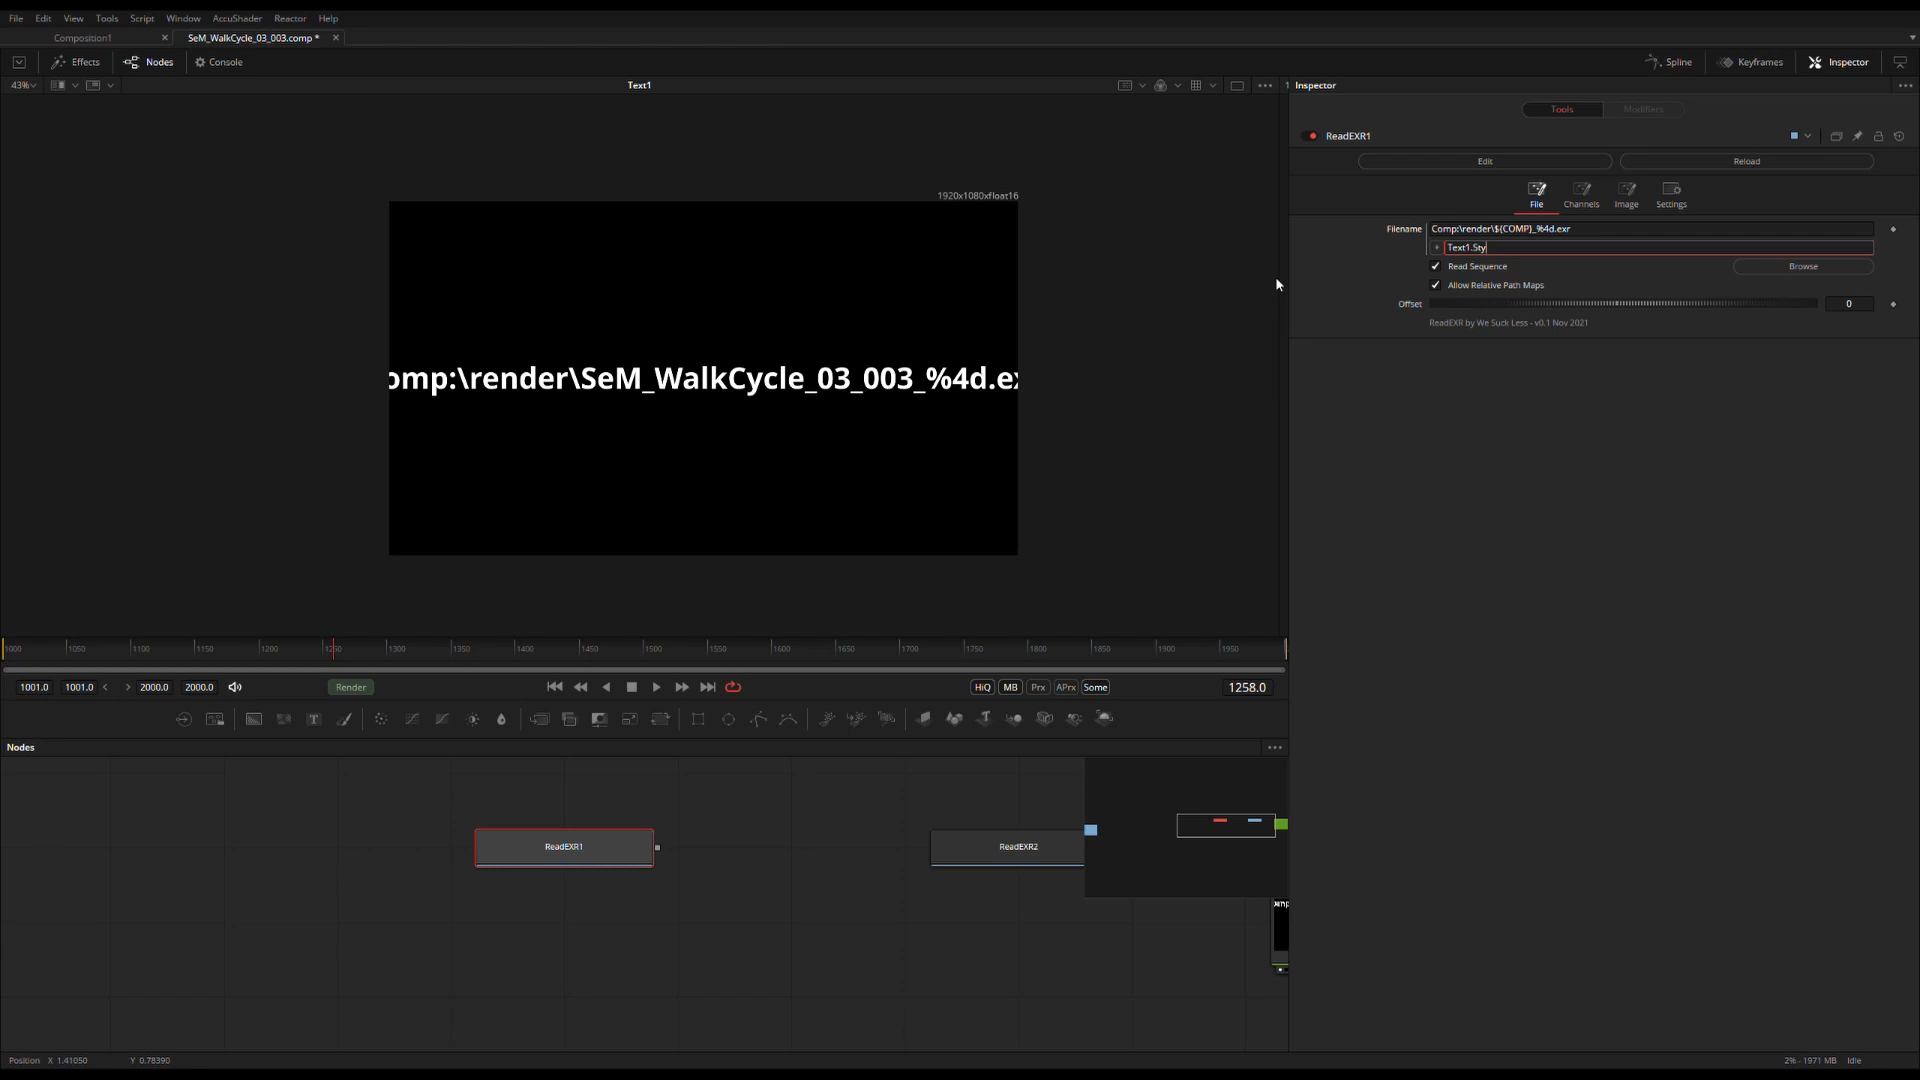 File Edit View Tools Script Window AccuShader Reactor Help
Composition1 SeM_WalkCycle_03_003.comp *
Effects Nodes Console Spline Keyframes Inspector
43% Text1 Inspector
Tools Modifiers
ReadEXR1
Edit Reload
File Channels Image Settings
1920x1080xfloat16
Filename Comp:\render\${COMP}_%4d.exr
Text1.Sty
Read Sequence Browse
Allow Relative Path Maps
Offset 0
ReadEXR by We Suck Less - v0.1 Nov 2021
omp:\render\SeM_WalkCycle_03_003_%4d.ex
1000 1050 1100 1150 1200 1250 1300 1350 1400 1450 1500 1550 1600 1650 1700 1750 1800 1850 1900 1950
1001.0 1001.0 2000.0 2000.0 Render HiQ MB Prx APrx Some 1258.0
Nodes
ReadEXR1 ReadEXR2
Position X 1.41050 Y 0.78390 2% - 1971 MB Idle